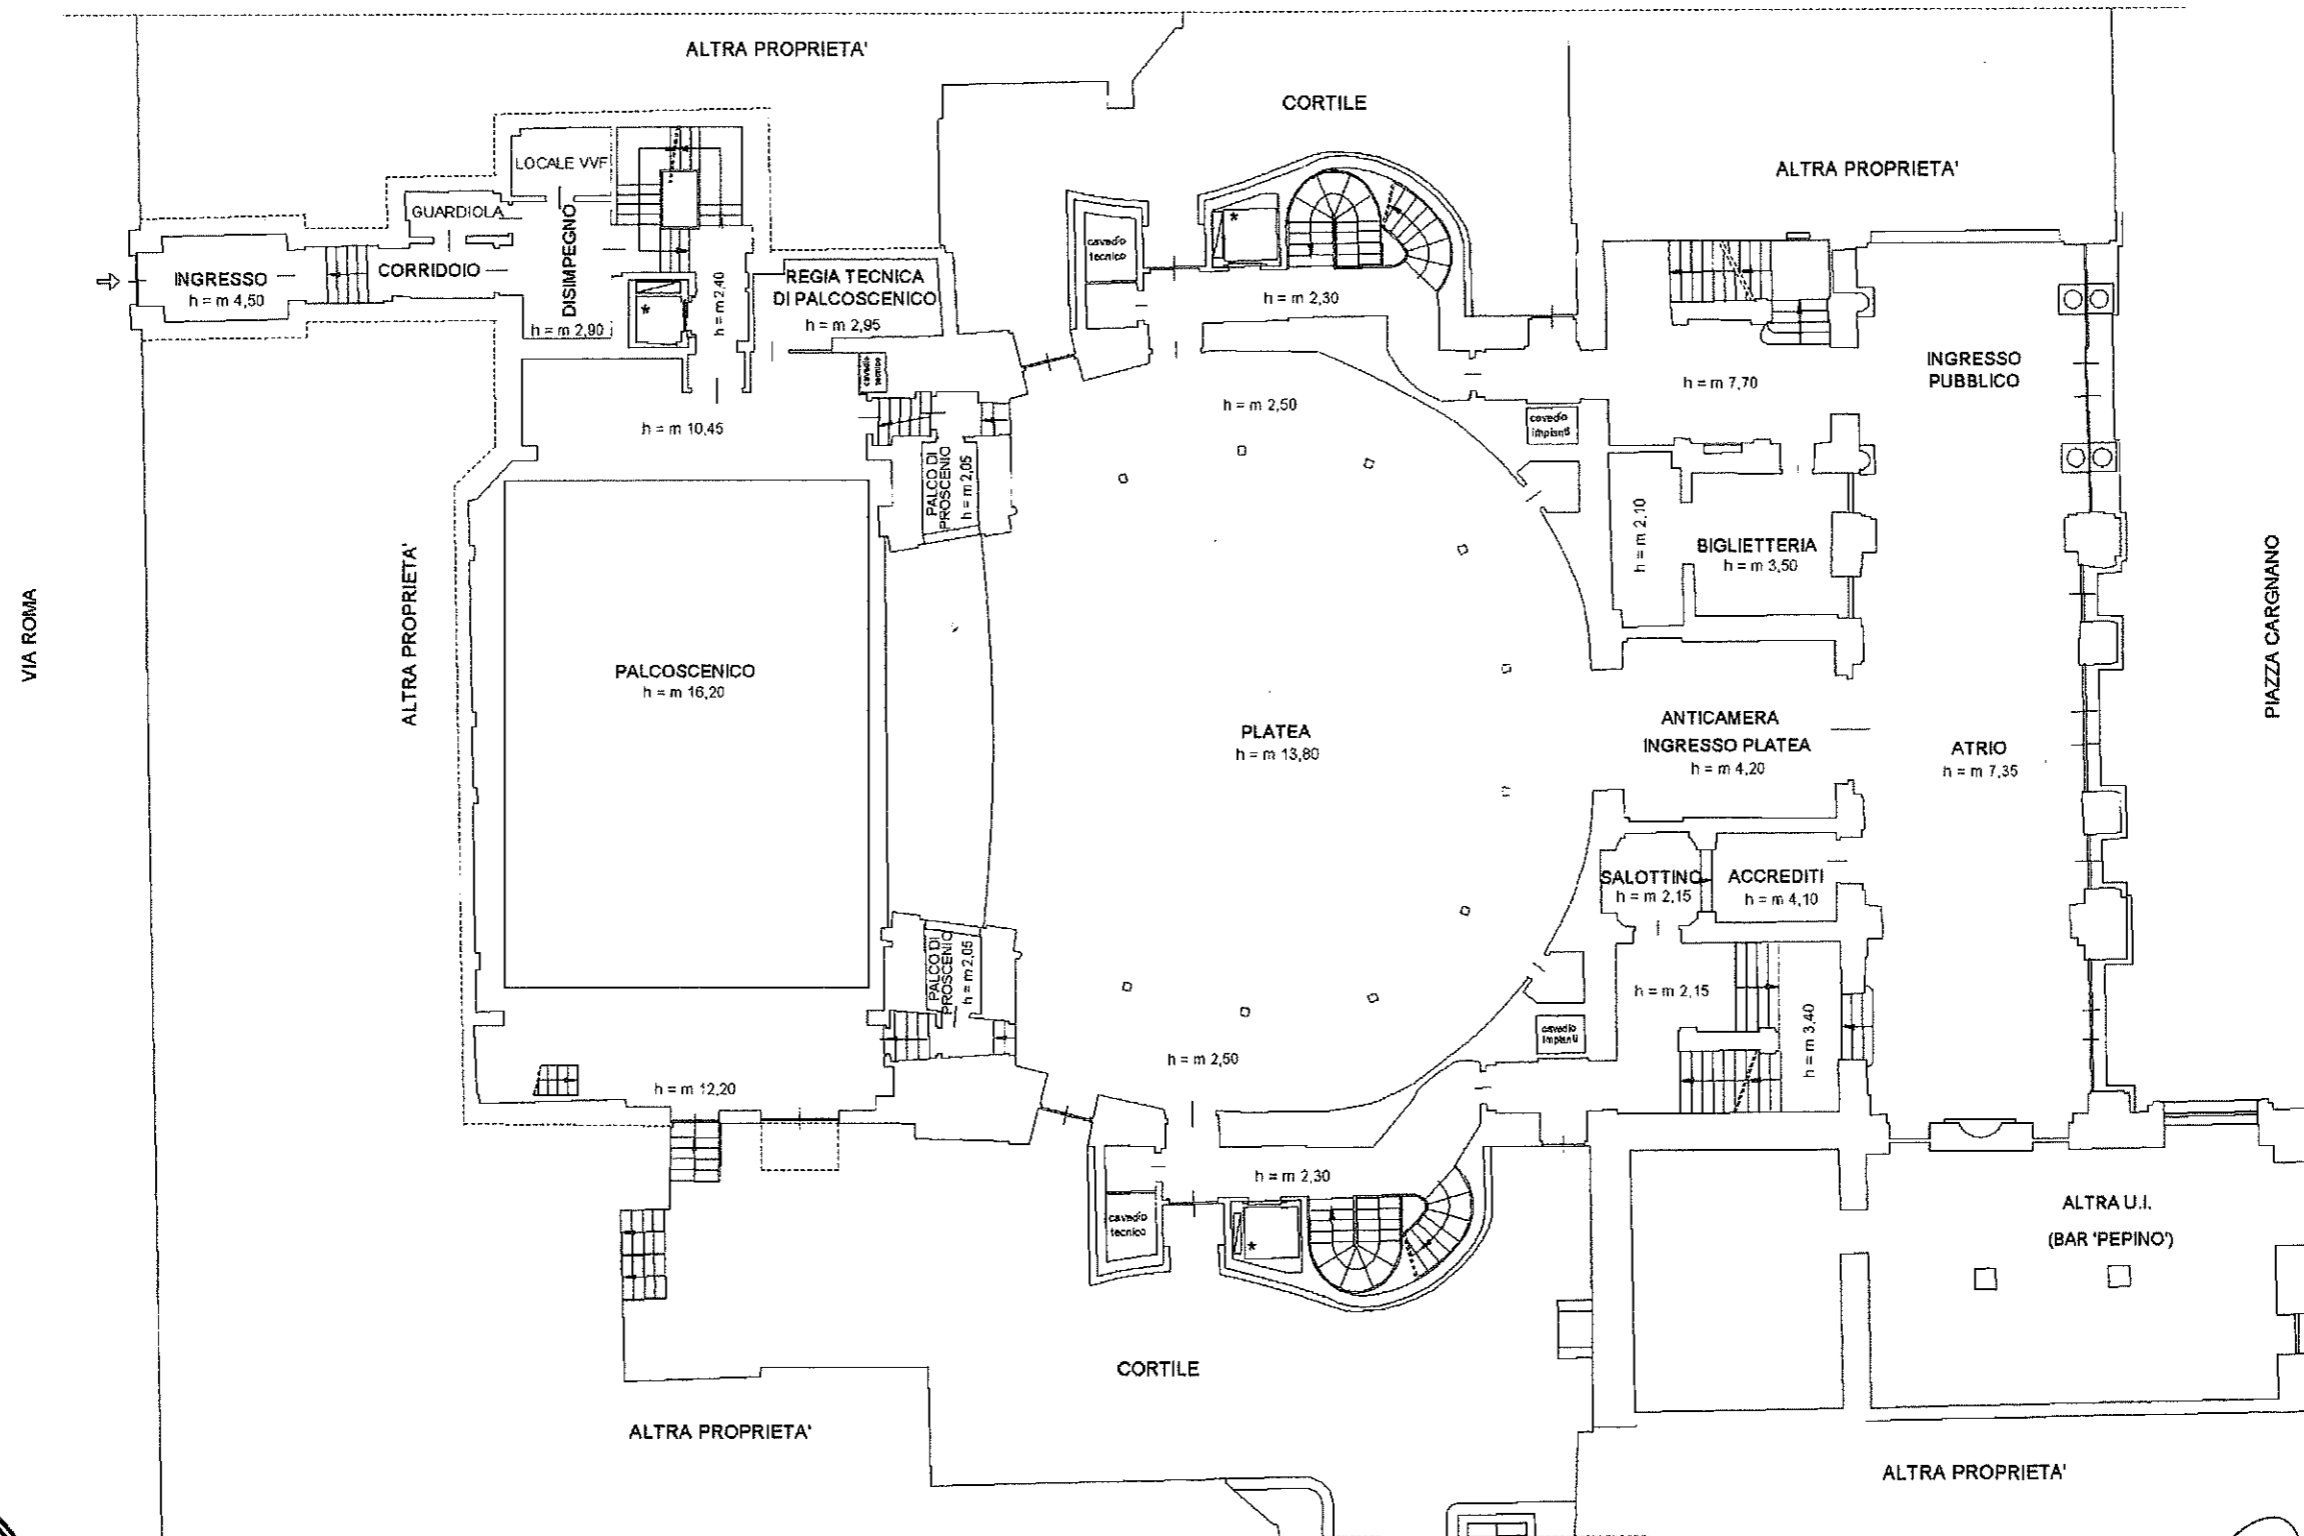 ALTRA PROPRIETA'
CORTILE
ALTRA PROPRIETA'
LOCALE VVF
GUARDIOLA
DISIMPEGNO
h = m 2,90
INGRESSO
h = m 4,50
CORRIDOIO
*
h = m 2,40
REGIA TECNICA
DI PALCOSCENICO
h = m 2,95
cavedio
tecnico
cavedio
tecnico
*
h = m 2,30
INGRESSO
PUBBLICO
h = m 7,70
h = m 2,50
cavedio
impianti
h = m 10,45
PALCO DI
PROSCENIO
h = m 2,05
h = m 2,10
BIGLIETTERIA
h = m 3,50
VIA ROMA
ALTRA PROPRIETA'
PIAZZA CARGNANO
PALCOSCENICO
h = m 16,20
PLATEA
h = m 13,80
ANTICAMERA
INGRESSO PLATEA
h = m 4,20
ATRIO
h = m 7,35
SALOTTINO
h = m 2,15
ACCREDITI
h = m 4,10
PALCO DI
PROSCENIO
h = m 2,05
h = m 2,15
h = m 3,40
cavedio
impianti
h = m 2,50
h = m 12,20
h = m 2,30
cavedio
tecnico
*
ALTRA U.I.
(BAR 'PEPINO')
CORTILE
ALTRA PROPRIETA'
ALTRA PROPRIETA'